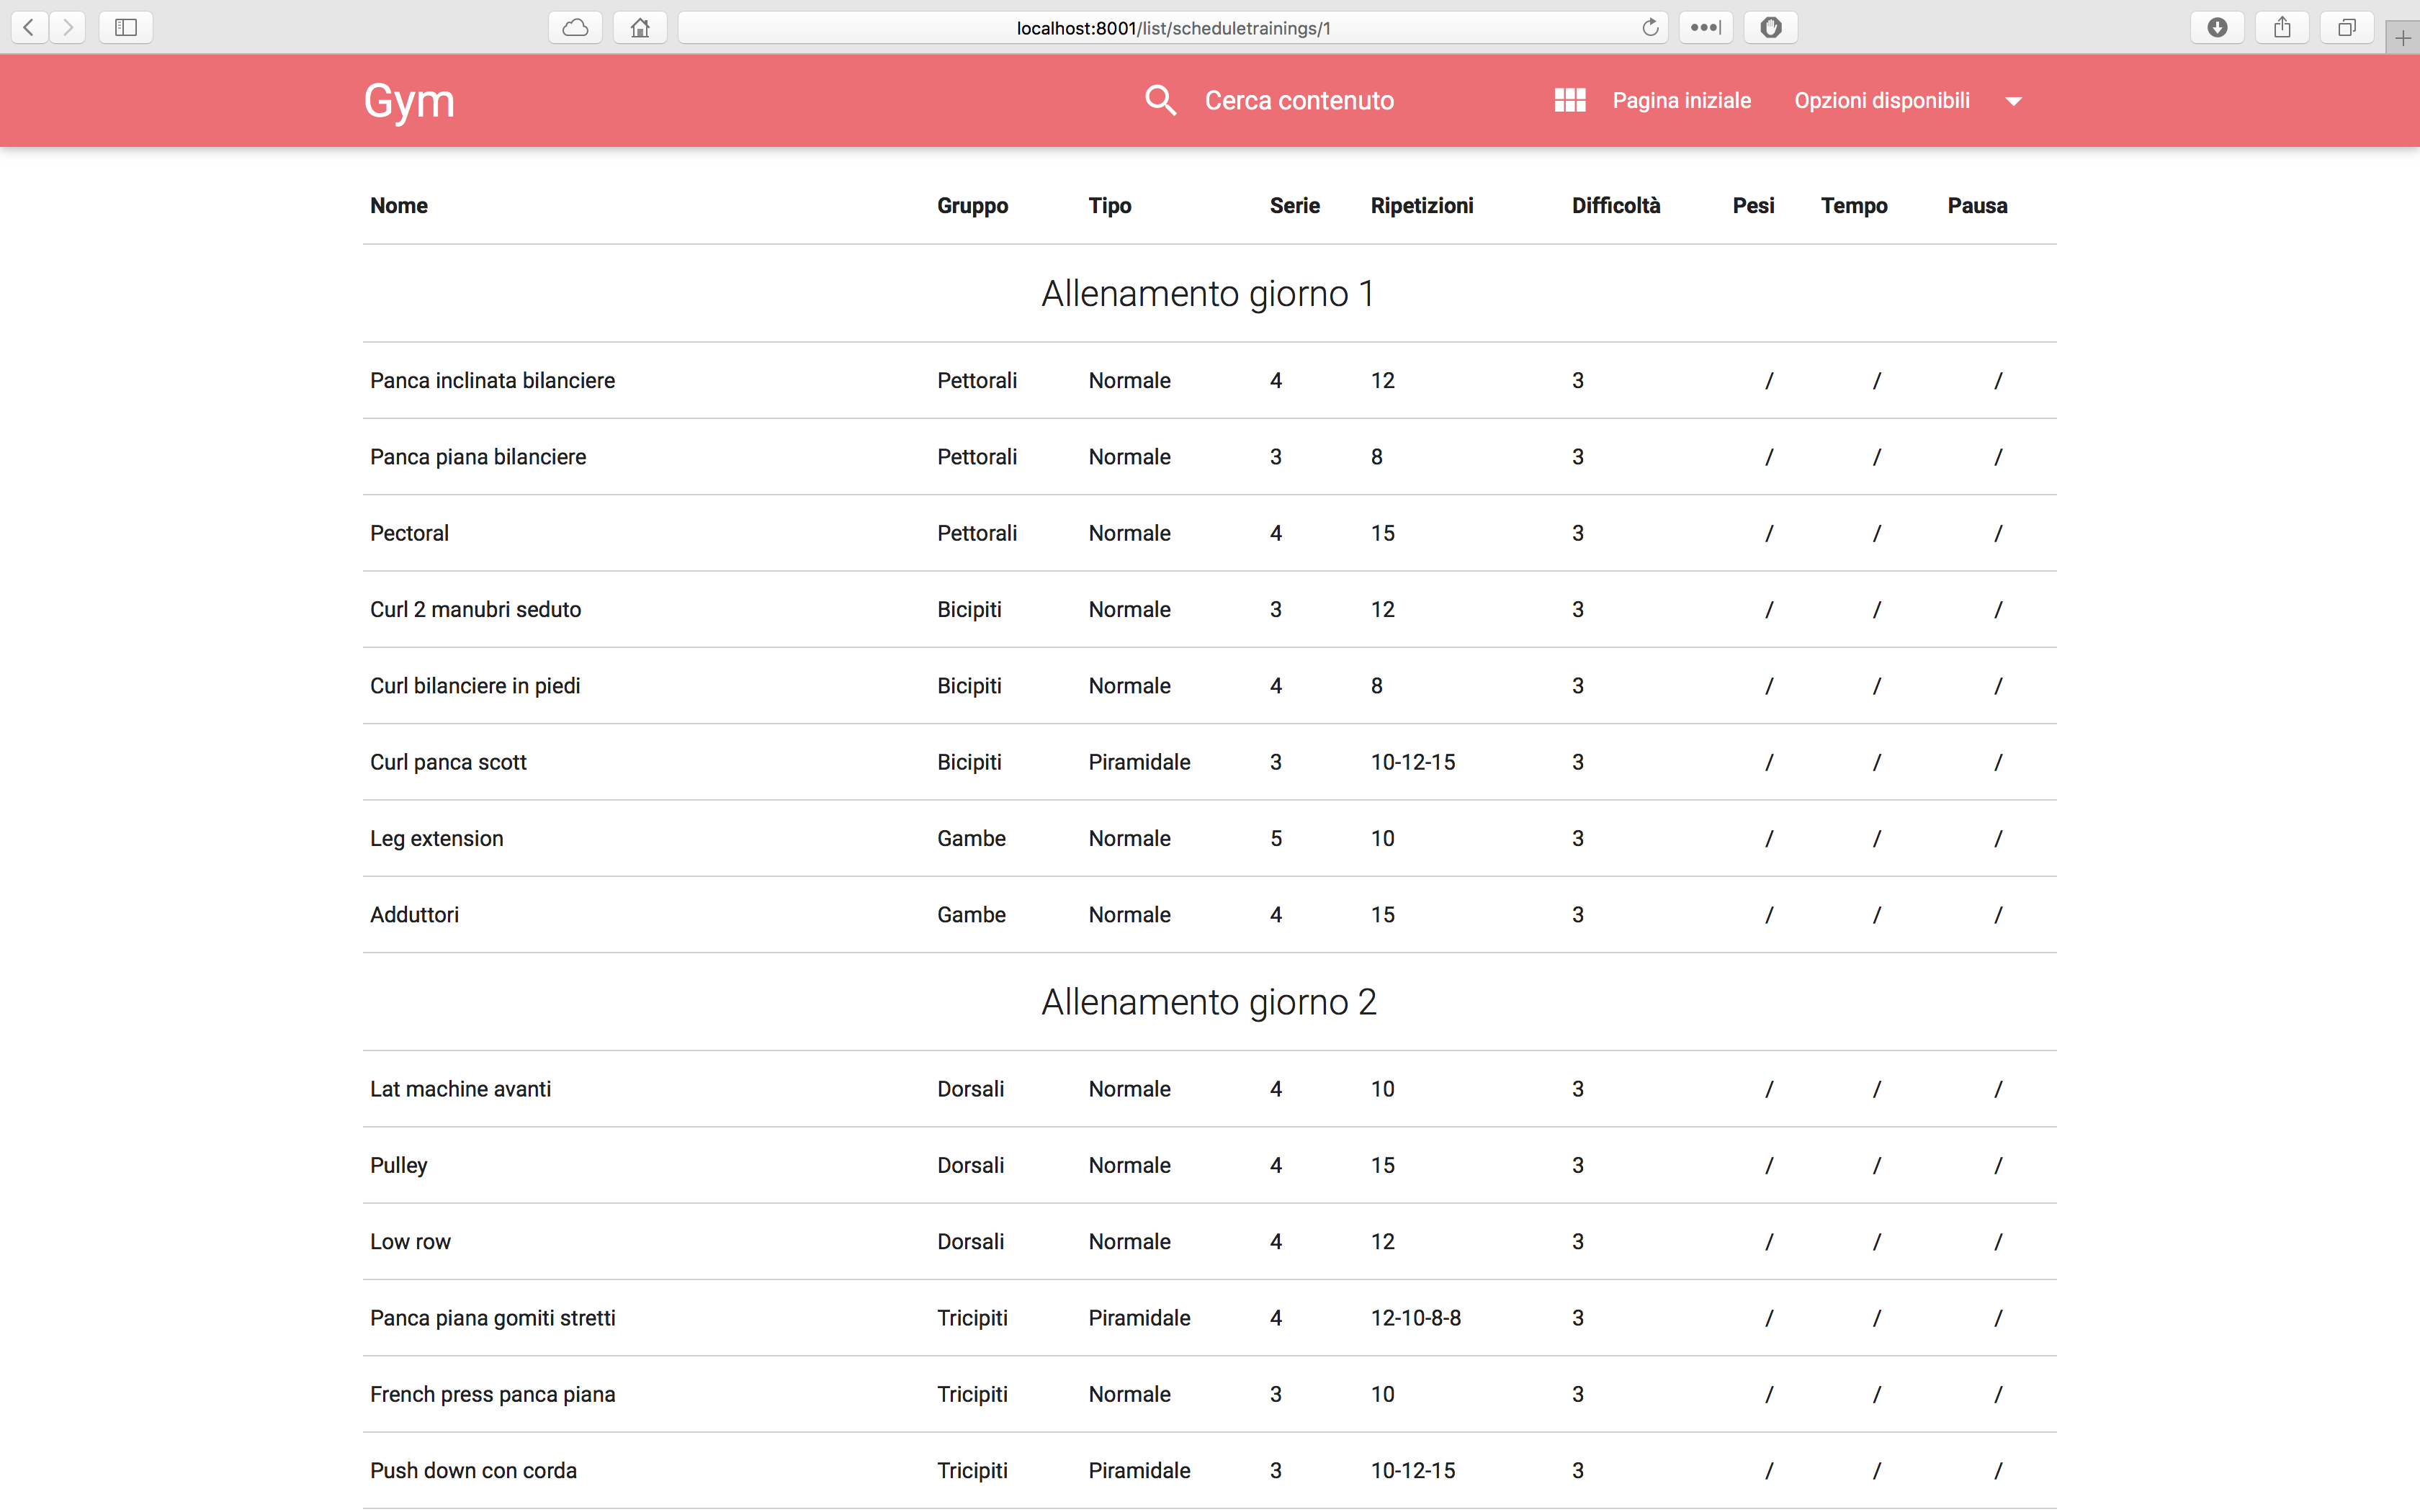 localhost:8001/list/scheduletrainings/1
Gym Cerca contenuto Pagina iniziale Opzioni disponibili
Nome Gruppo Tipo Serie Ripetizioni Difficoltà Pesi Tempo Pausa
Allenamento giorno 1
Panca inclinata bilanciere Pettorali Normale 4 12 3 / / /
Panca piana bilanciere Pettorali Normale 3 8 3 / / /
Pectoral Pettorali Normale 4 15 3 / / /
Curl 2 manubri seduto Bicipiti Normale 3 12 3 / / /
Curl bilanciere in piedi Bicipiti Normale 4 8 3 / / /
Curl panca scott Bicipiti Piramidale 3 10-12-15 3 / / /
Leg extension Gambe Normale 5 10 3 / / /
Adduttori Gambe Normale 4 15 3 / / /
Allenamento giorno 2
Lat machine avanti Dorsali Normale 4 10 3 / / /
Pulley Dorsali Normale 4 15 3 / / /
Low row Dorsali Normale 4 12 3 / / /
Panca piana gomiti stretti Tricipiti Piramidale 4 12-10-8-8 3 / / /
French press panca piana Tricipiti Normale 3 10 3 / / /
Push down con corda Tricipiti Piramidale 3 10-12-15 3 / / /